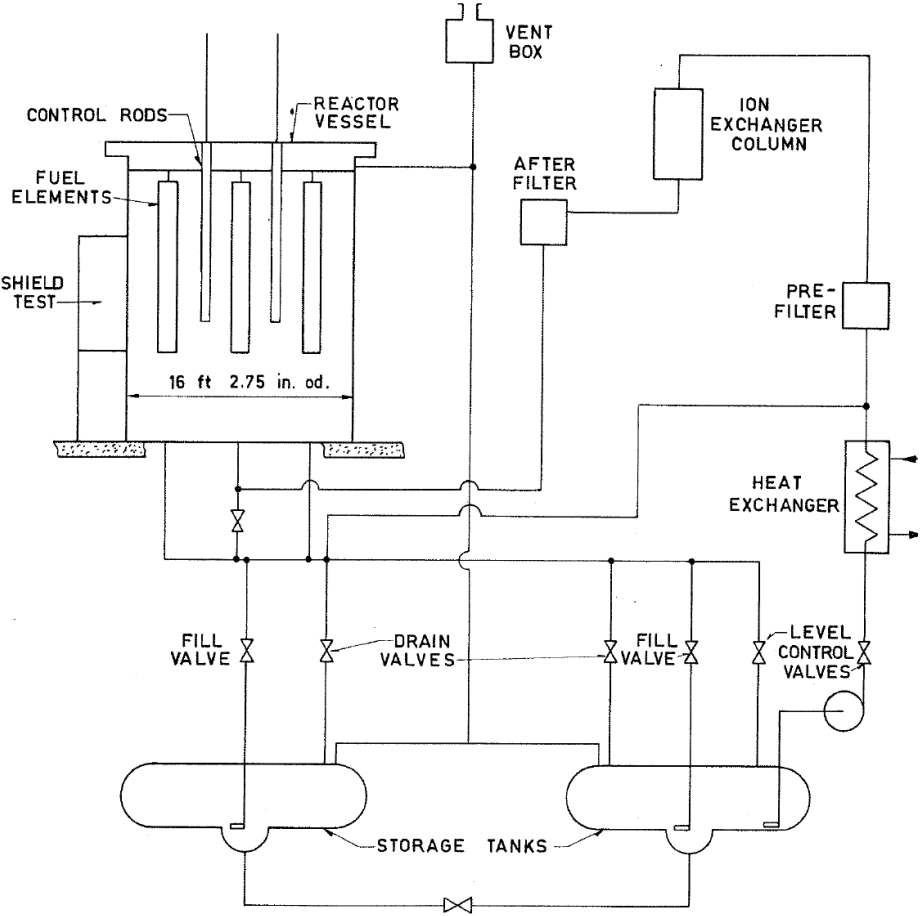 VENT
BOX
CONTROL RODS
REACTOR
VESSEL
ION
EXCHANGER
COLUMN
AFTER
FILTER
FUEL
ELEMENTS
SHIELD
TEST
PRE-
FILTER
16 ft 2.75 in. od.
HEAT
EXCHANGER
FILL
VALVE
DRAIN
VALVES
FILL
VALVE
LEVEL
CONTROL
VALVES
STORAGE TANKS